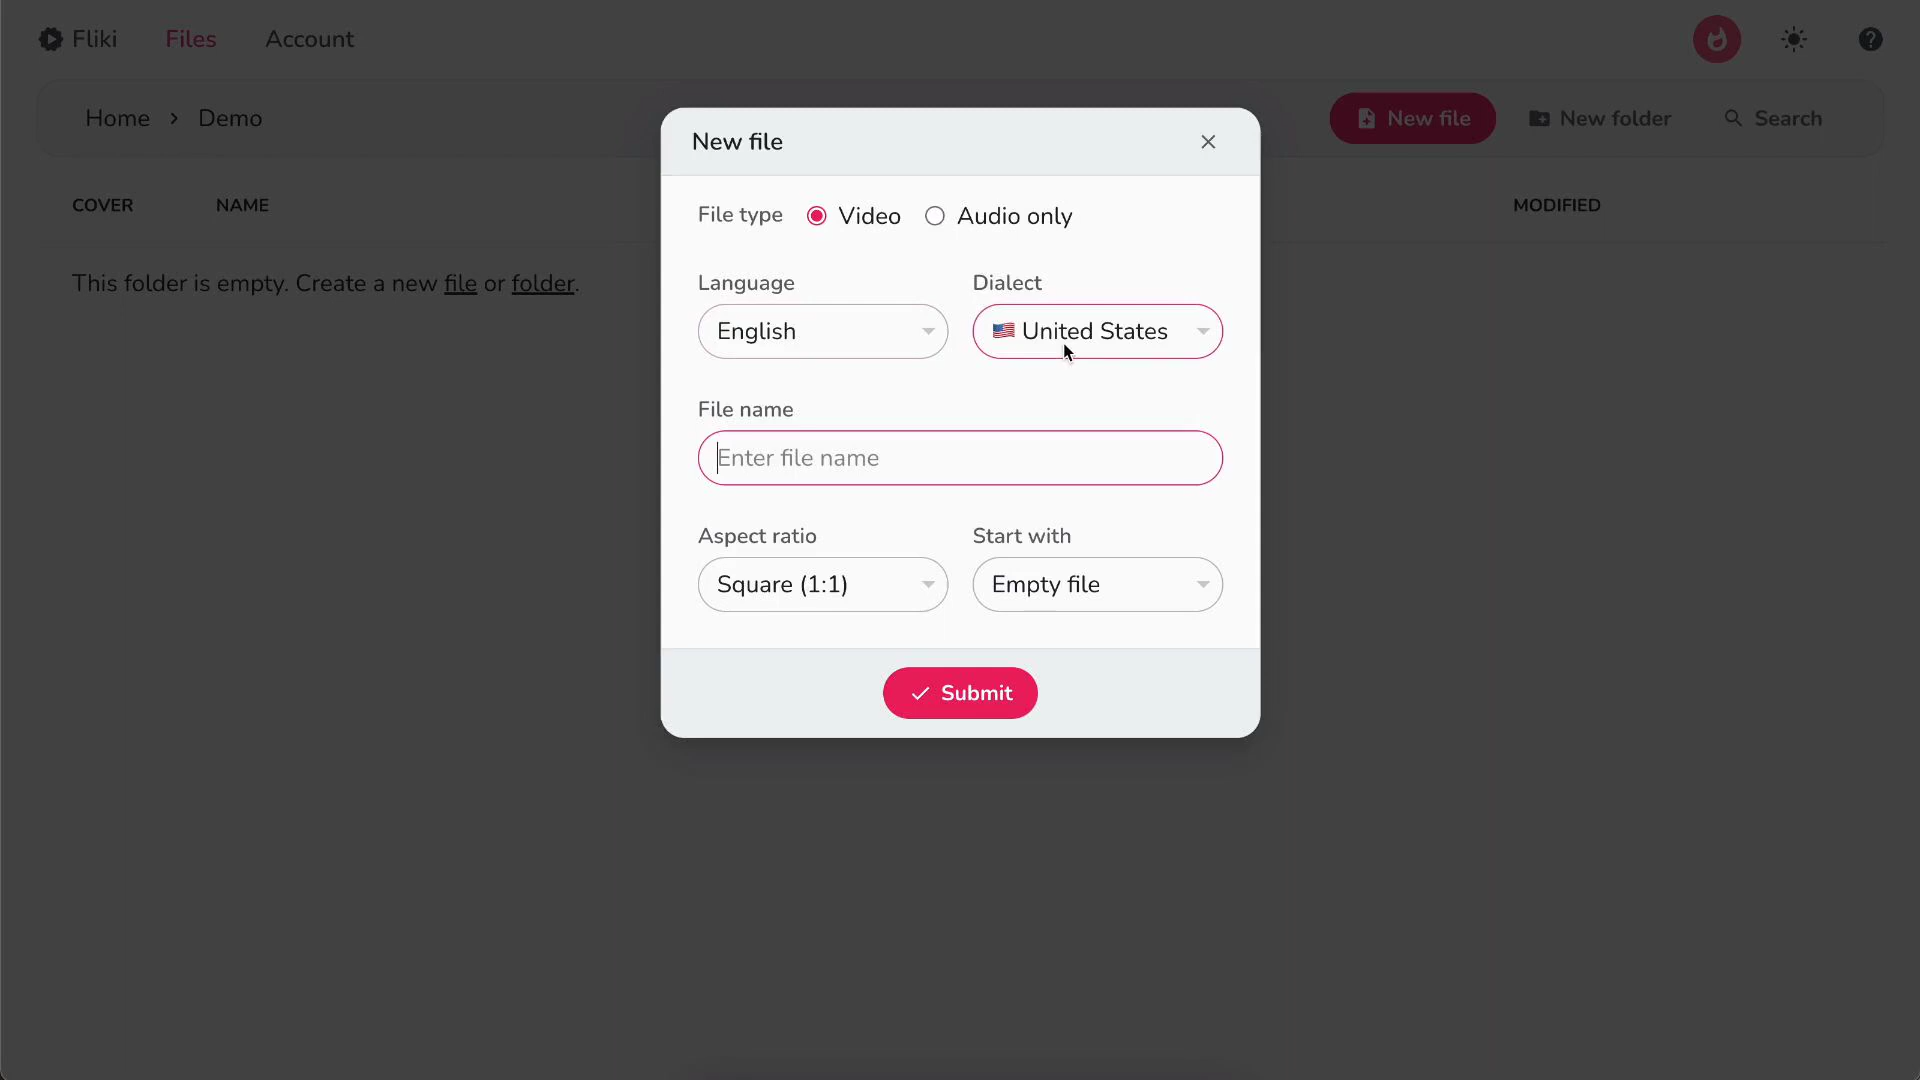 Fliki Files Account
Home > Demo New file New folder Search
COVER NAME MODIFIED
This folder is empty. Create a new file or folder.
New file
File type Video Audio only
Language Dialect
English United States
File name
Enter file name
Aspect ratio Start with
Square (1:1) Empty file
Submit